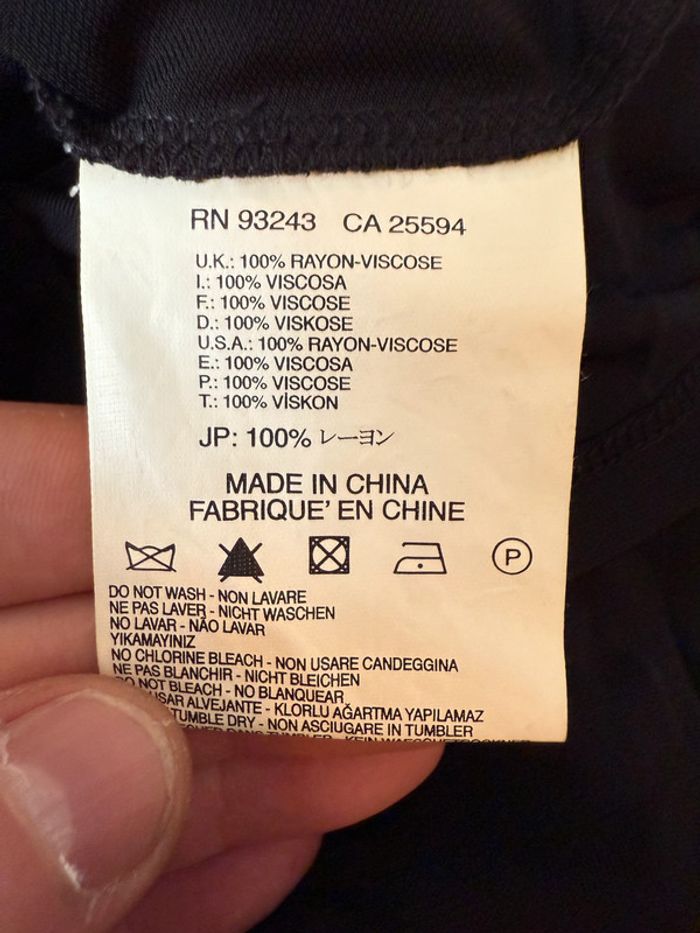 RN 93243 CA 25594
U.K.: 100% RAYON-VISCOSE
I.: 100% VISCOSA
F.: 100% VISCOSE
D.: 100% VISKOSE
U.S.A.: 100% RAYON-VISCOSE
E.: 100% VISCOSA
P.: 100% VISCOSE
T.: 100% VİSKON
JP: 100% レーヨン
MADE IN CHINA
FABRIQUE' EN CHINE
P
DO NOT WASH - NON LAVARE
NE PAS LAVER - NICHT WASCHEN
NO LAVAR - NÃO LAVAR
YIKAMAYINIZ
NO CHLORINE BLEACH - NON USARE CANDEGGINA
NE PAS BLANCHIR - NICHT BLEICHEN
DO NOT BLEACH - NO BLANQUEAR
ALVEJANTE - KLORLU AĞARTMA YAPILAMAZ
TUMBLE DRY - NON ASCIUGARE IN TUMBLER